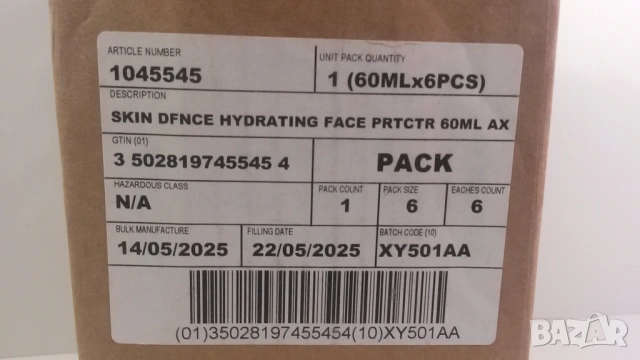 ARTICLE NUMBER
1045545
UNIT PACK QUANTITY
1 (60MLx6PCS)
DESCRIPTION
SKIN DFNCE HYDRATING FACE PRTCTR 60ML AX
GTIN (01)
3 502819745545 4
PACK
HAZARDOUS CLASS
N/A
PACK COUNT
1
PACK SIZE
6
EACHES COUNT
6
BULK MANUFACTURE
14/05/2025
FILLING DATE
22/05/2025
BATCH CODE (10)
XY501AA
(01)35028197455454(10)XY501AA
BAZAR